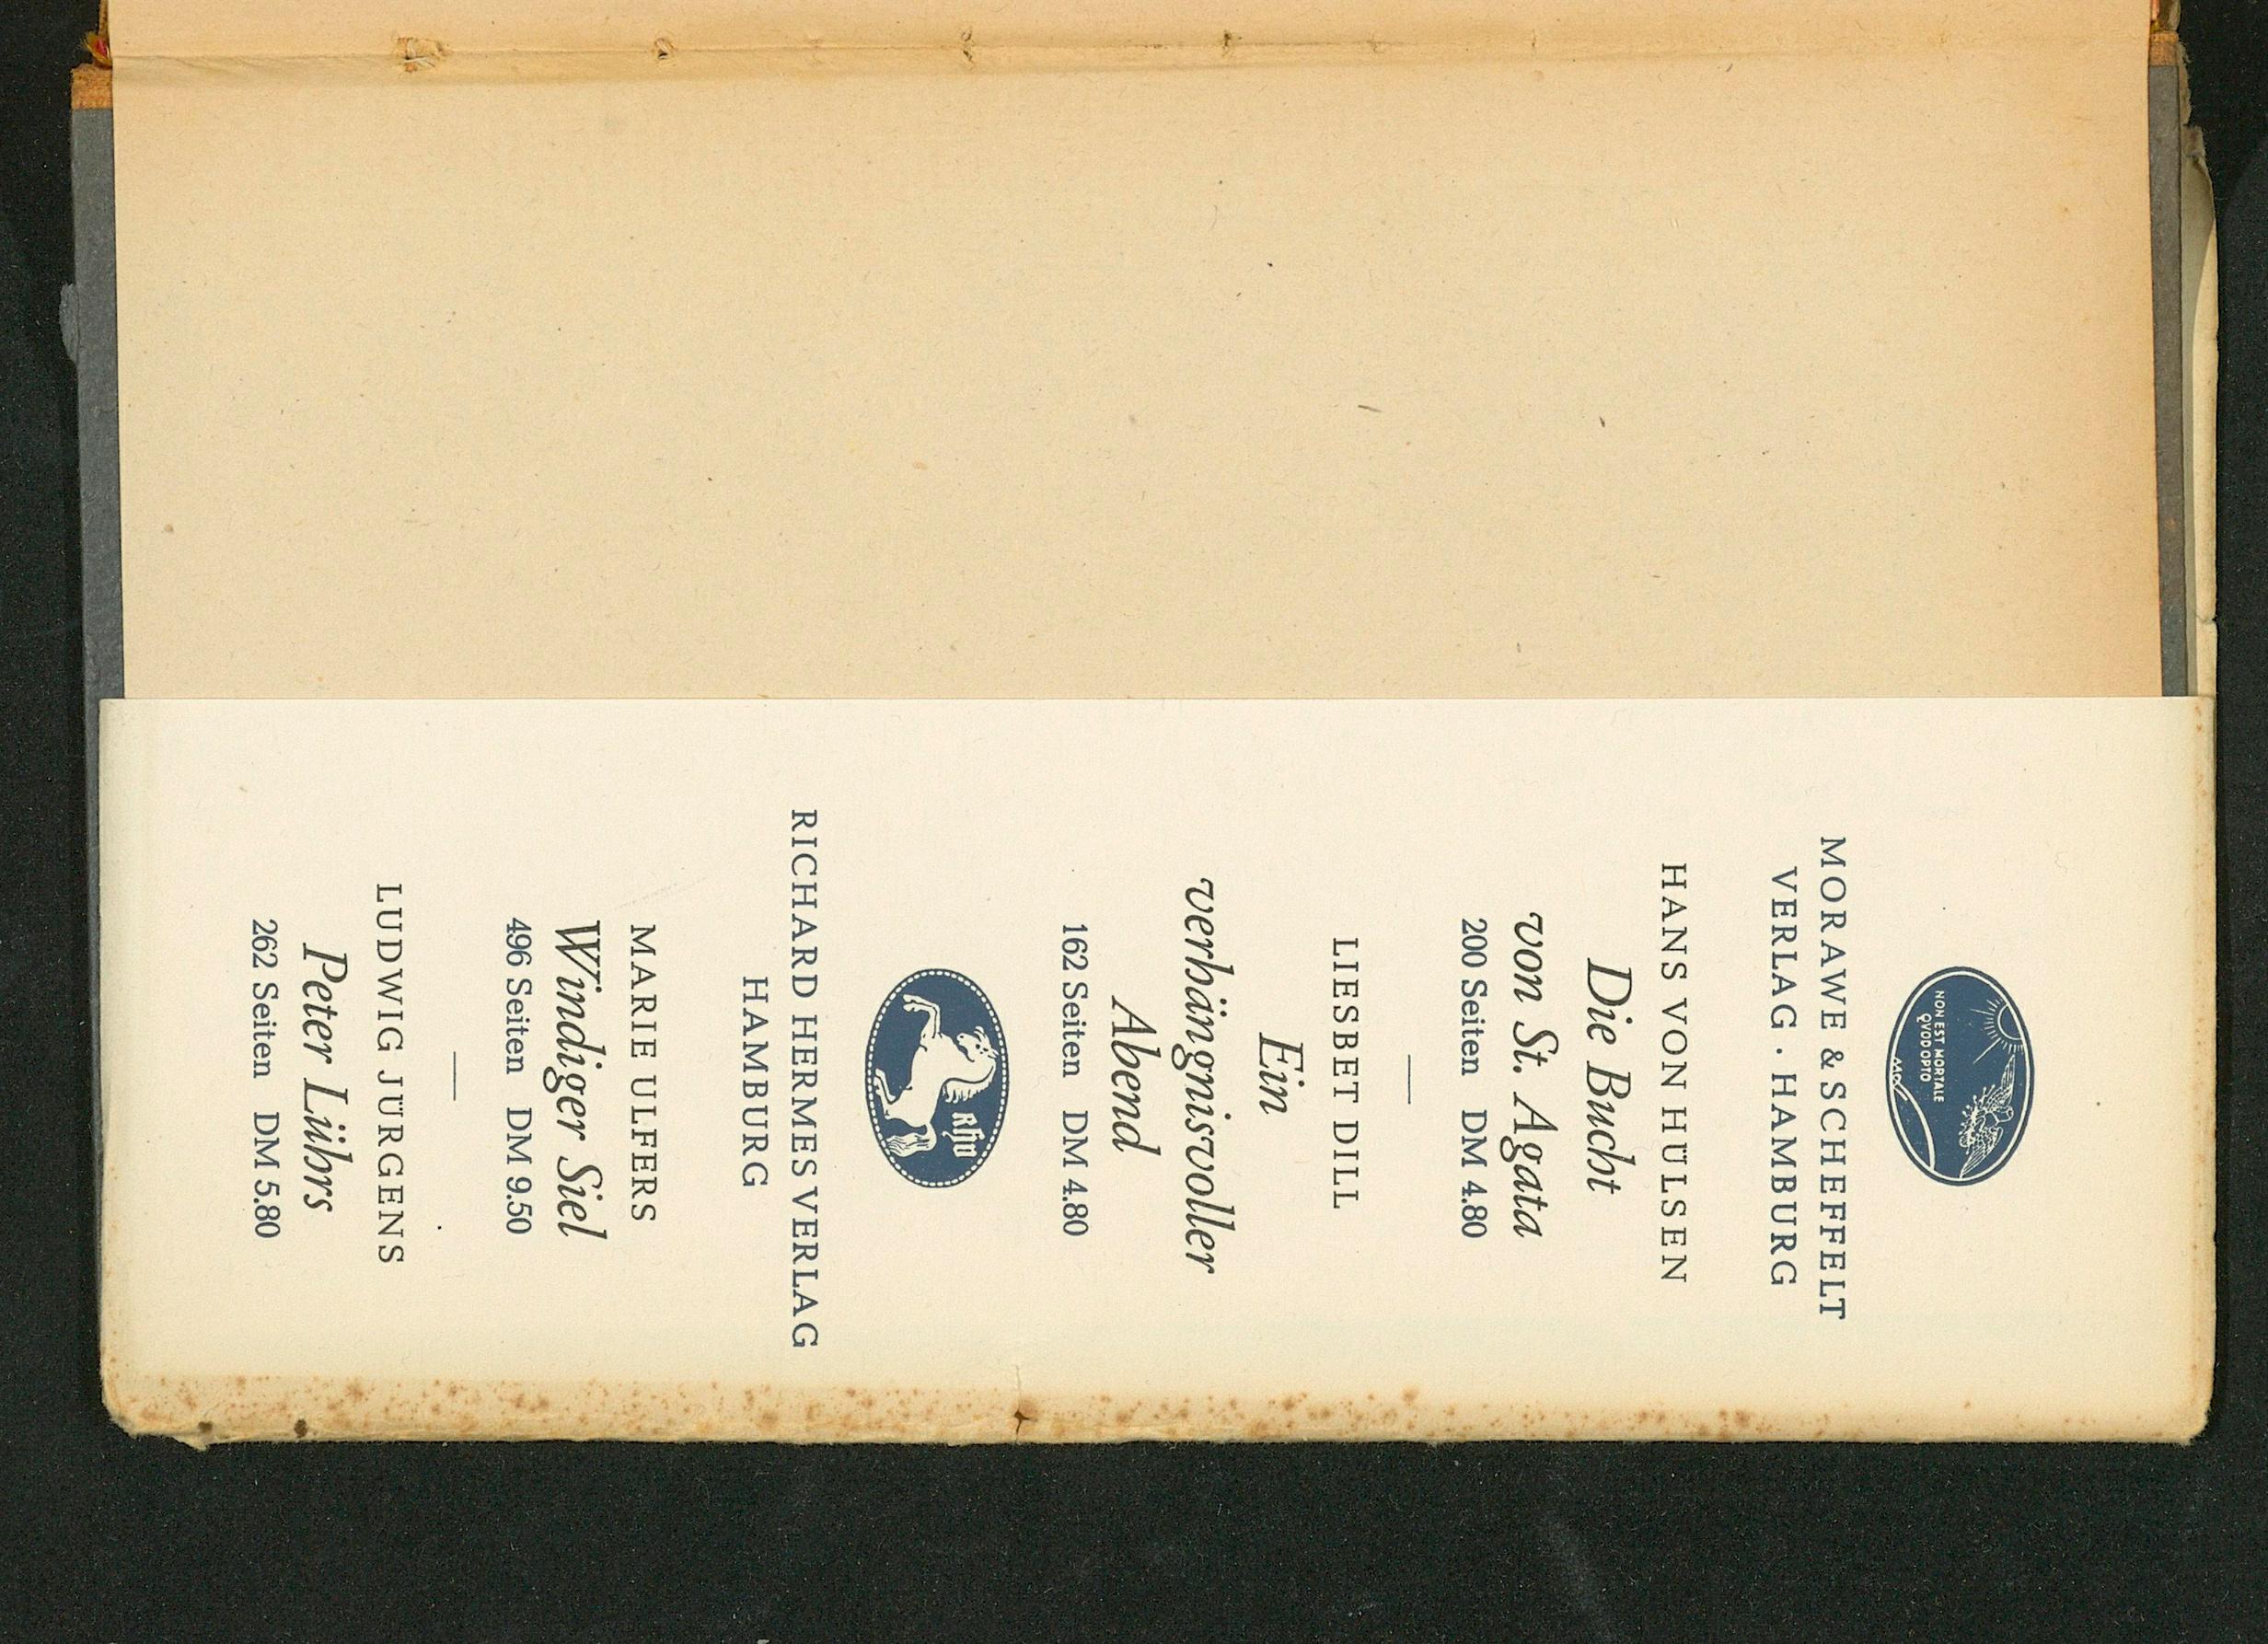 NON EST MORTALE
QVOD OPTO
MORAWE & SCHEFFELT
VERLAG · HAMBURG
HANS VON HÜLSEN
Die Bucht
von St. Agata
200 Seiten DM 4.80
LIESBET DILL
Ein
verhängnisvoller
Abend
162 Seiten DM 4.80
RHV
RICHARD HERMES VERLAG
HAMBURG
MARIE ULFERS
Windiger Siel
496 Seiten DM 9.50
LUDWIG JÜRGENS
Peter Lührs
262 Seiten DM 5.80